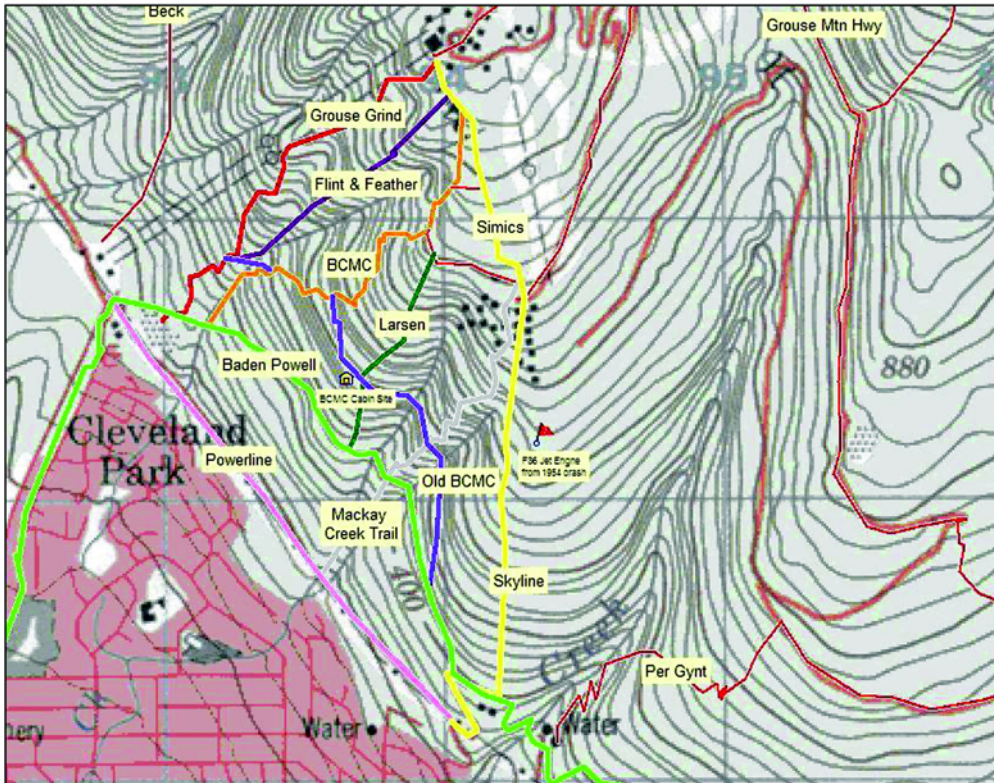 Beck
Grouse Mtn Hwy
95
Grouse Grind
Flint & Feather
Simics
BCMC
Larsen
Baden Powell
880
BCMC Cabin Site
Cleveland
Park
Powerline
F86 Jet Engine
from 1954 crash
Old BCMC
Mackay
Creek Trail
400
Skyline
Creek
Per Gynt
Water
Water